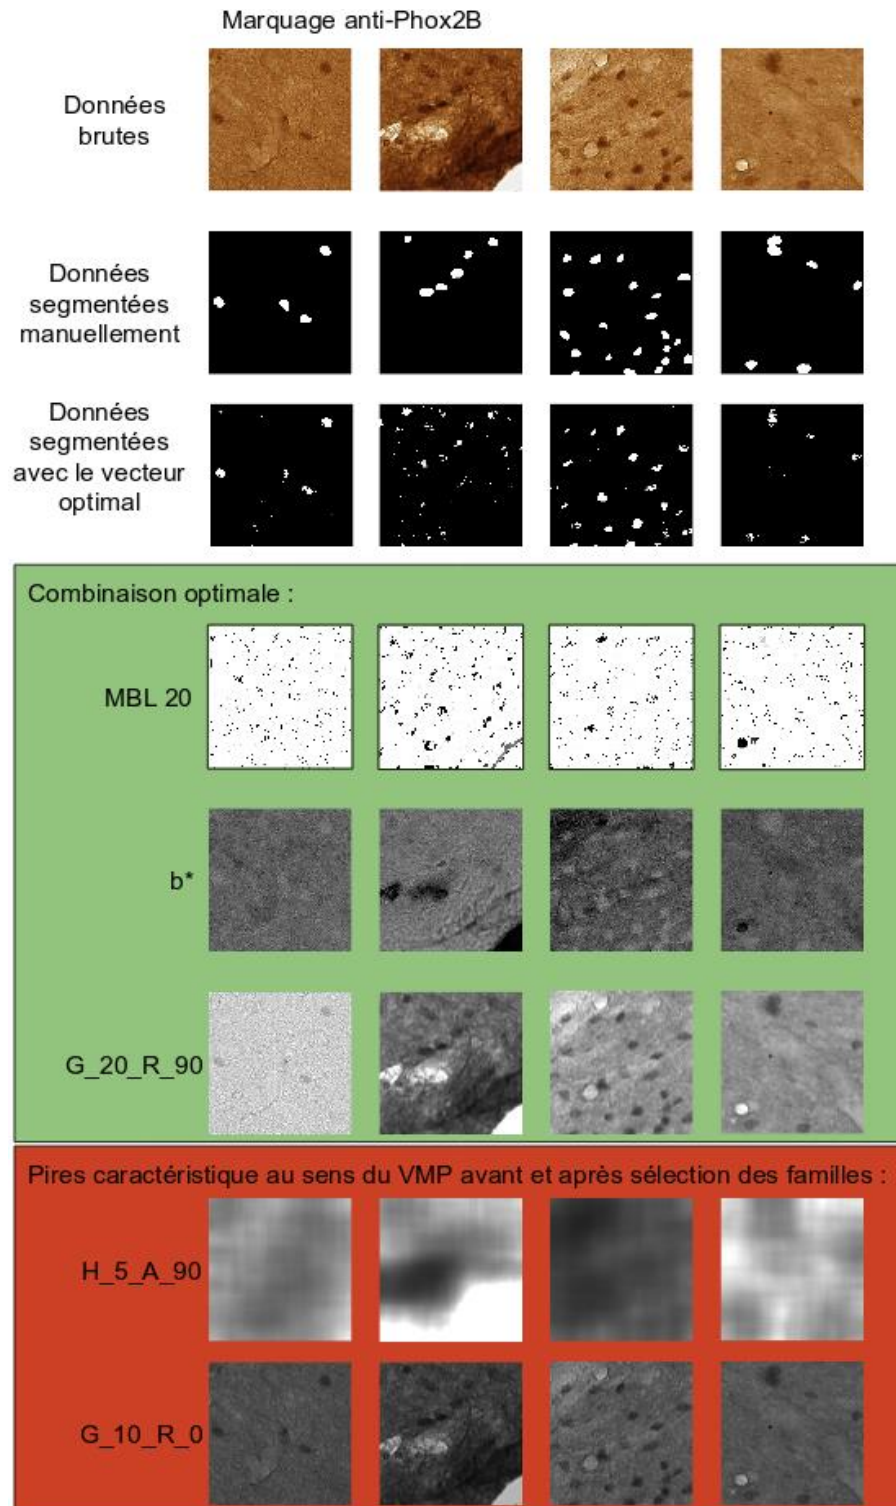 Marquage anti-Phox2B
Données
brutes
Données
segmentées
manuellement
Données
segmentées
avec le vecteur
optimal
Combinaison optimale :
MBL 20
b*
G_20_R_90
Pires caractéristique au sens du VMP avant et après sélection des familles :
H_5_A_90
G_10_R_0